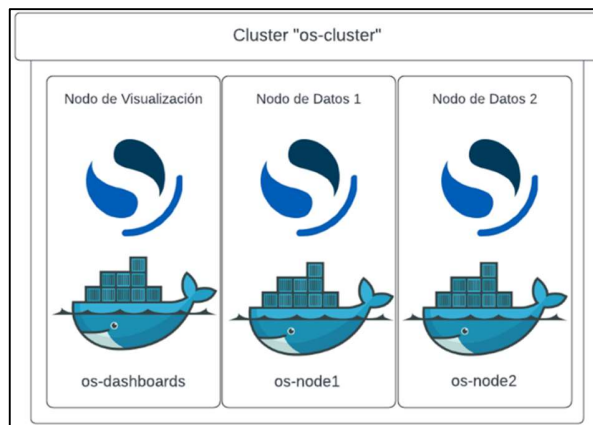 Cluster "os-cluster"
Nodo de Visualización
Nodo de Datos 1
Nodo de Datos 2
os-dashboards
os-node1
os-node2